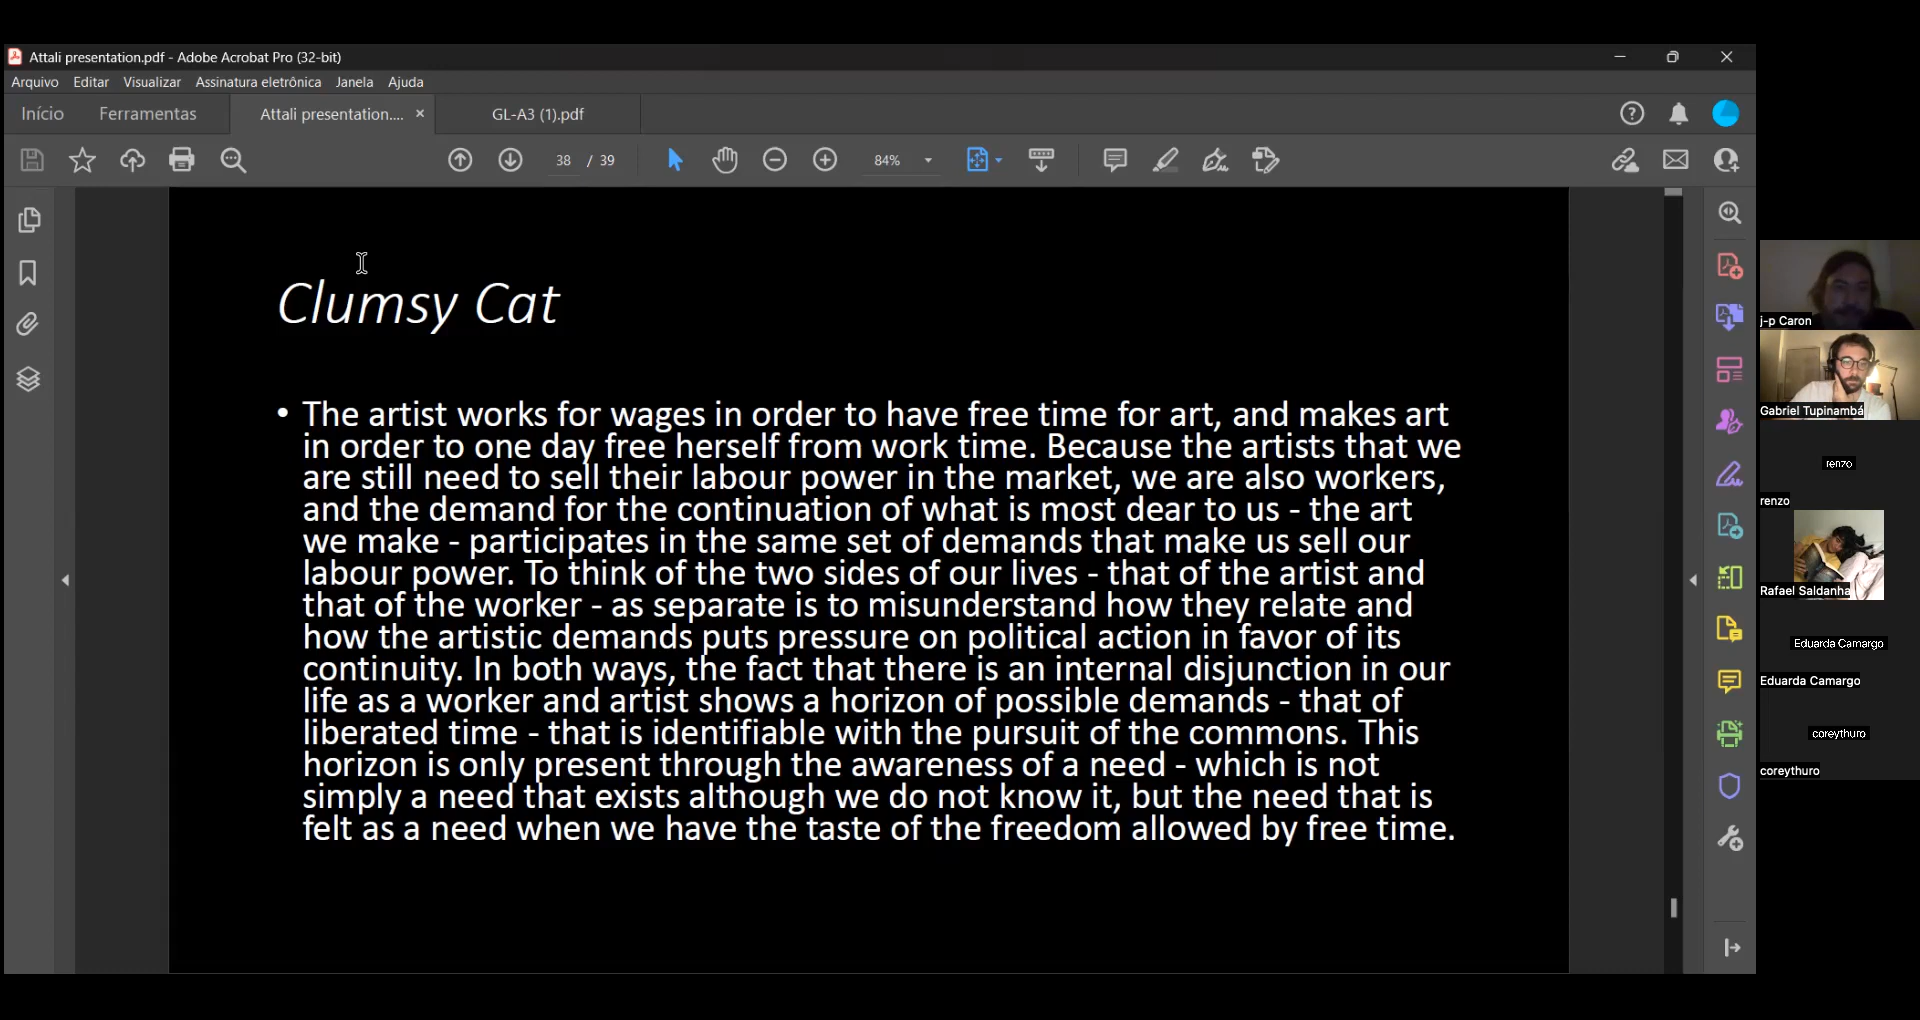 Attali presentation.pdf - Adobe Acrobat Pro (32-bit)
Arquivo Editar Visualizar Assinatura eletrônica Janela Ajuda
Início Ferramentas Attali presentation.... × GL-A3 (1).pdf
38 / 39 84%
Clumsy Cat
• The artist works for wages in order to have free time for art, and makes art
in order to one day free herself from work time. Because the artists that we
are still need to sell their labour power in the market, we are also workers,
and the demand for the continuation of what is most dear to us - the art
we make - participates in the same set of demands that make us sell our
labour power. To think of the two sides of our lives - that of the artist and
that of the worker - as separate is to misunderstand how they relate and
how the artistic demands puts pressure on political action in favor of its
continuity. In both ways, the fact that there is an internal disjunction in our
life as a worker and artist shows a horizon of possible demands - that of
liberated time - that is identifiable with the pursuit of the commons. This
horizon is only present through the awareness of a need - which is not
simply a need that exists although we do not know it, but the need that is
felt as a need when we have the taste of the freedom allowed by free time.
j-p Caron
Gabriel Tupinambá
renzo
renzo
Rafael Saldanha
Eduarda Camargo
Eduarda Camargo
coreythuro
coreythuro